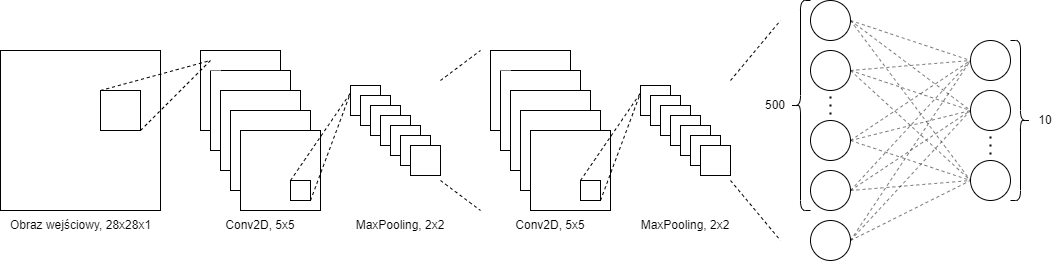 500
10
Obraz wejściowy, 28x28x1
Conv2D, 5x5
MaxPooling, 2x2
Conv2D, 5x5
MaxPooling, 2x2